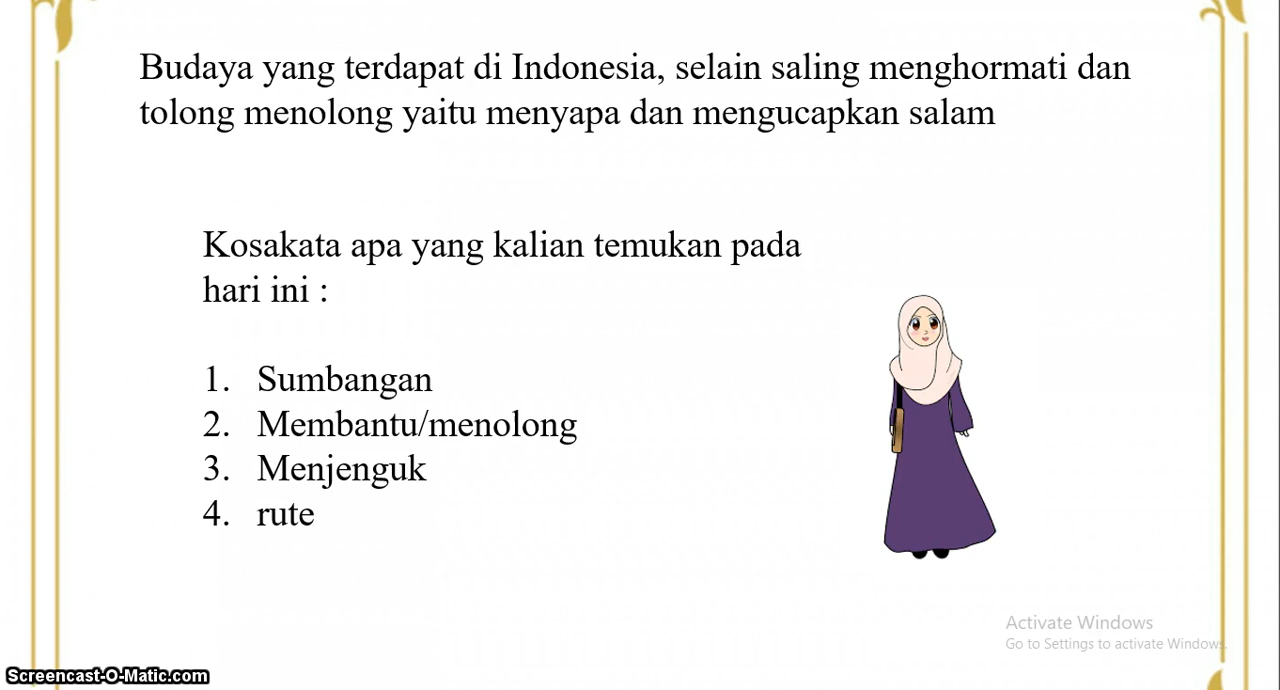 Budaya yang terdapat di Indonesia, selain saling menghormati dan
tolong menolong yaitu menyapa dan mengucapkan salam
Kosakata apa yang kalian temukan pada
hari ini :
1. Sumbangan
2. Membantu/menolong
3. Menjenguk
4. rute
Activate Windows
Go to Settings to activate Windows.
Screencast-O-Matic.com